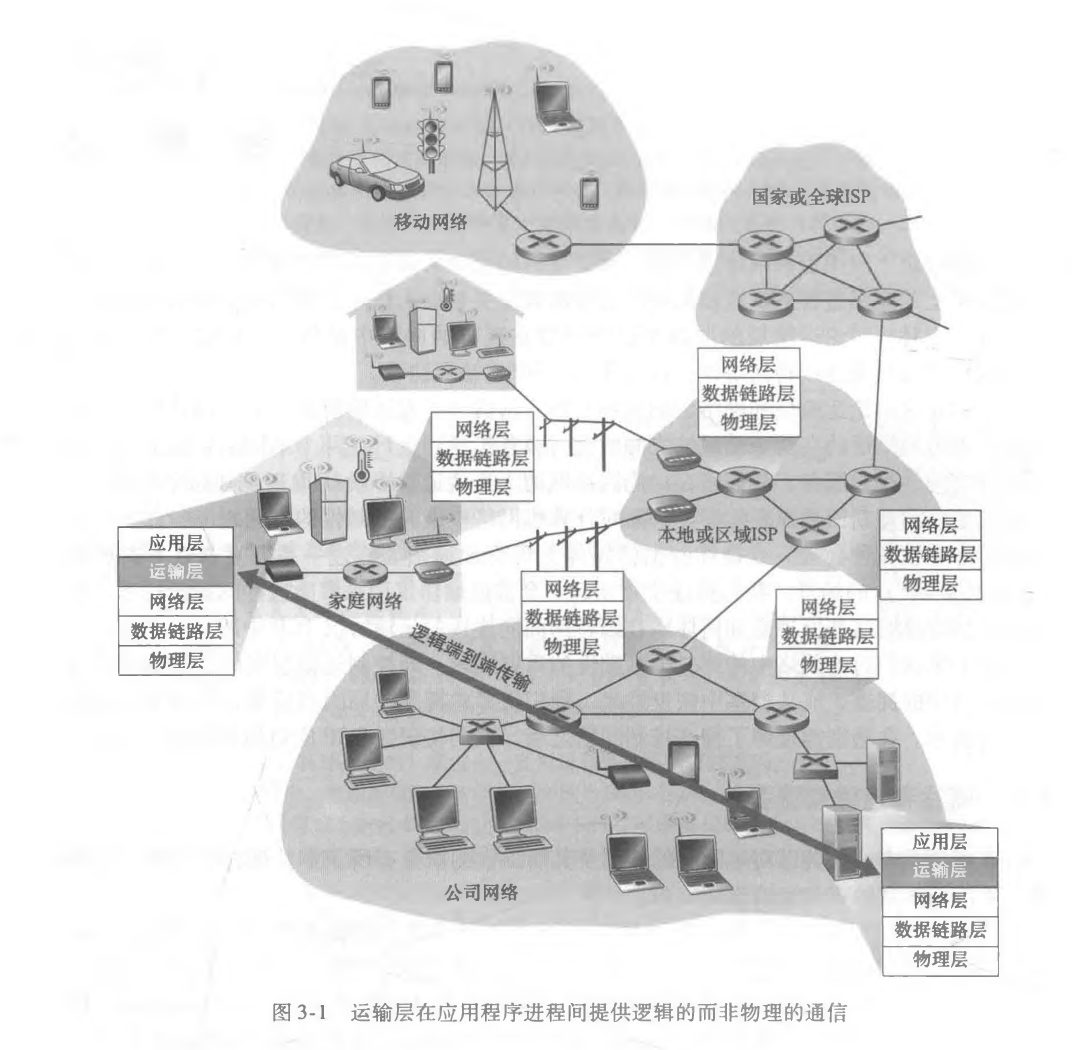 移动网络
国家或全球ISP
网络层
数据链路层
物理层
网络层
数据链路层
物理层
本地或区域ISP
网络层
数据链路层
物理层
应用层
运输层
网络层
数据链路层
物理层
家庭网络
网络层
数据链路层
物理层
网络层
数据链路层
物理层
逻辑端到端传输
公司网络
应用层
运输层
网络层
数据链路层
物理层
图 3-1 运输层在应用程序进程间提供逻辑的而非物理的通信